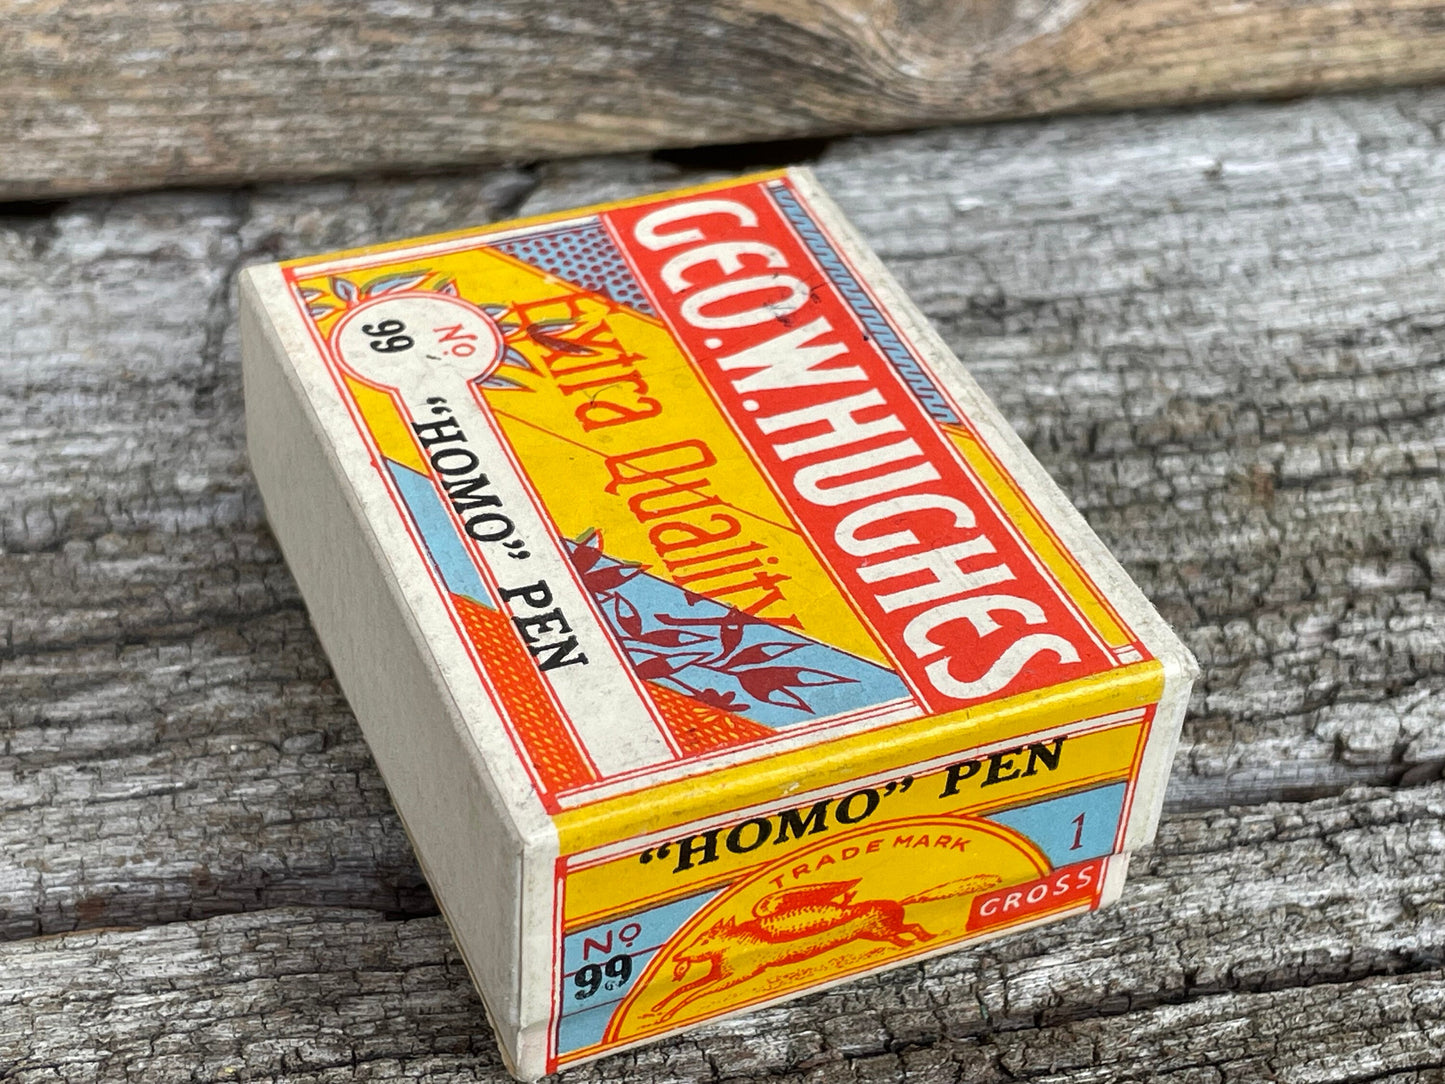 GEO.W.HUGHES
Extra Quality
No.
99
"HOMO" PEN
"HOMO" PEN
TRADE MARK
1
GROSS
No.
99